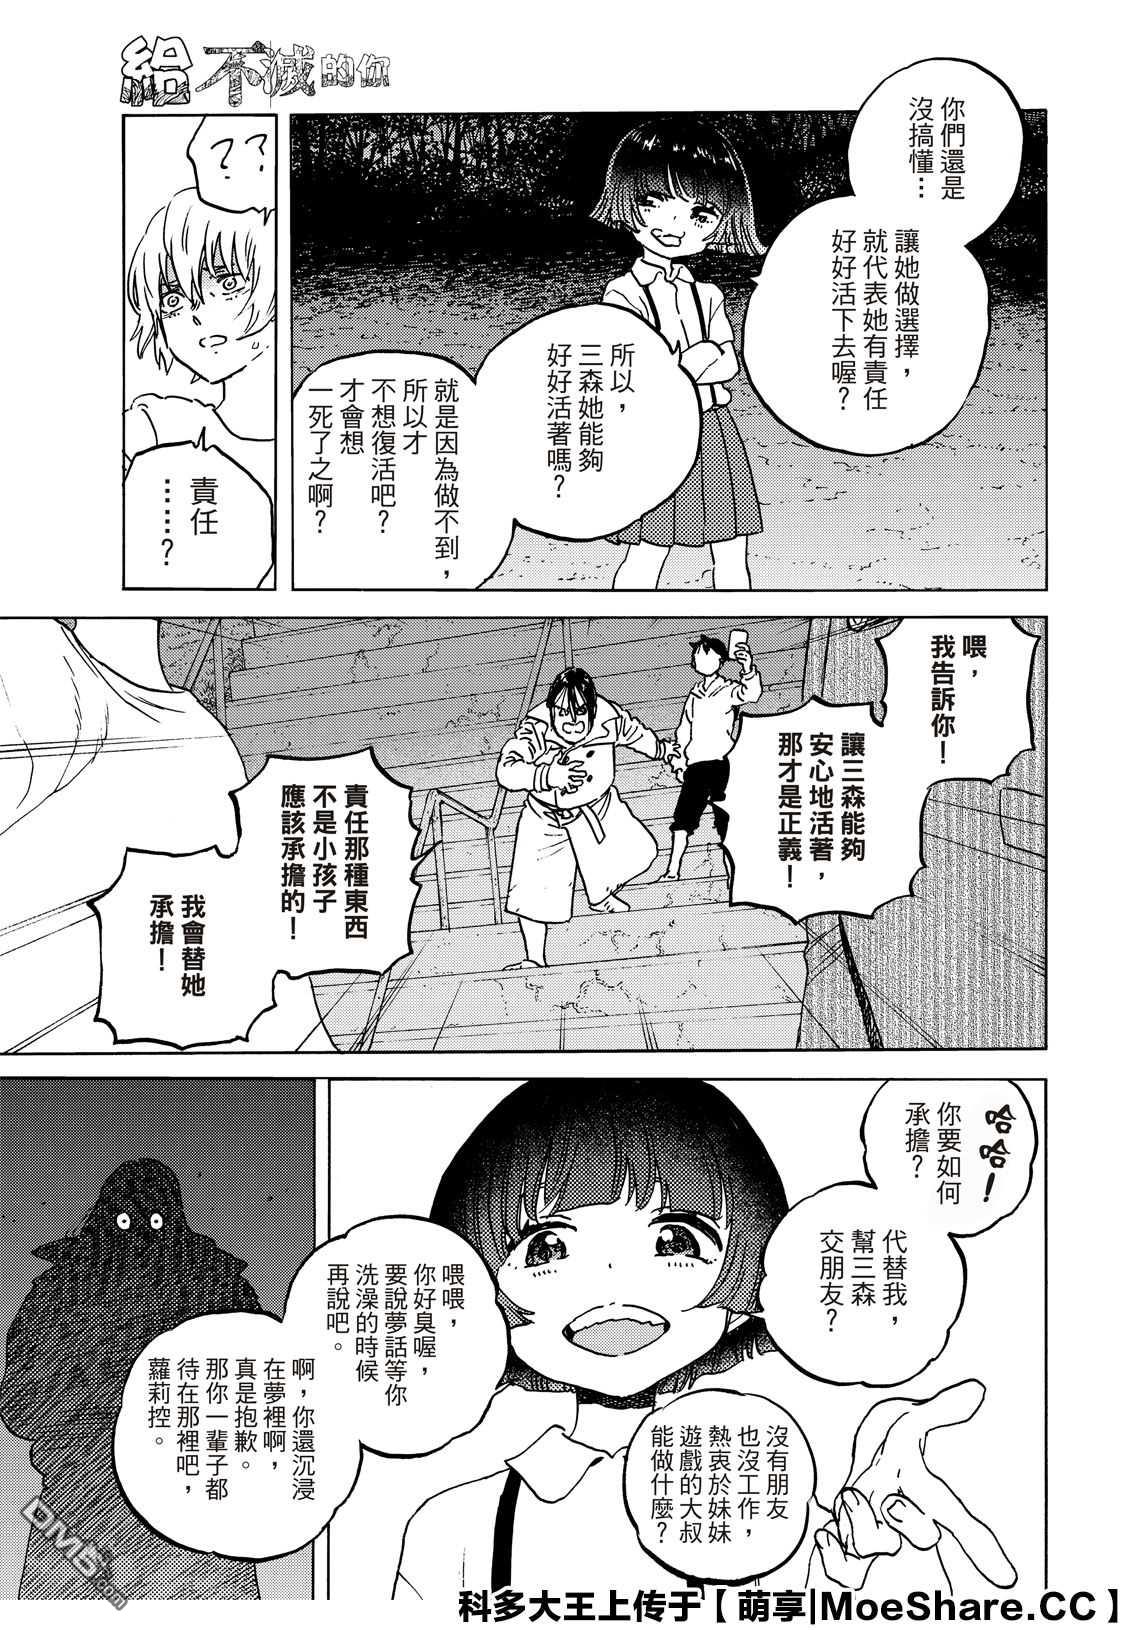 給不滅的你
你們還是
沒搞懂…
讓她做選擇，
就代表她有責任
好好活下去喔？
所以，
三森她能夠
好好活著嗎？
就是因為做不到，
所以才
不想復活吧？
才會想
一死了之啊？
？？
責任
……？
喂，
我告訴你！
讓三森能夠
安心地活著，
那才是正義！
責任那種東西
不是小孩子
應該承擔的！
我會替她
承擔！
哈哈！
你要如何
承擔？
代替我
幫三森
交朋友？
沒有朋友
也沒工作，
熱衷於妹妹
遊戲的大叔
能做什麼？
喂喂，
你好臭喔，
要說夢話等你
洗澡的時候
再說吧。
啊，你還沉浸
在夢裡啊，
真是抱歉。
那你一輩子都
待在那裡吧，
蘿莉控。
DM5.com
科多大王上传于【萌享|MoeShare.CC】